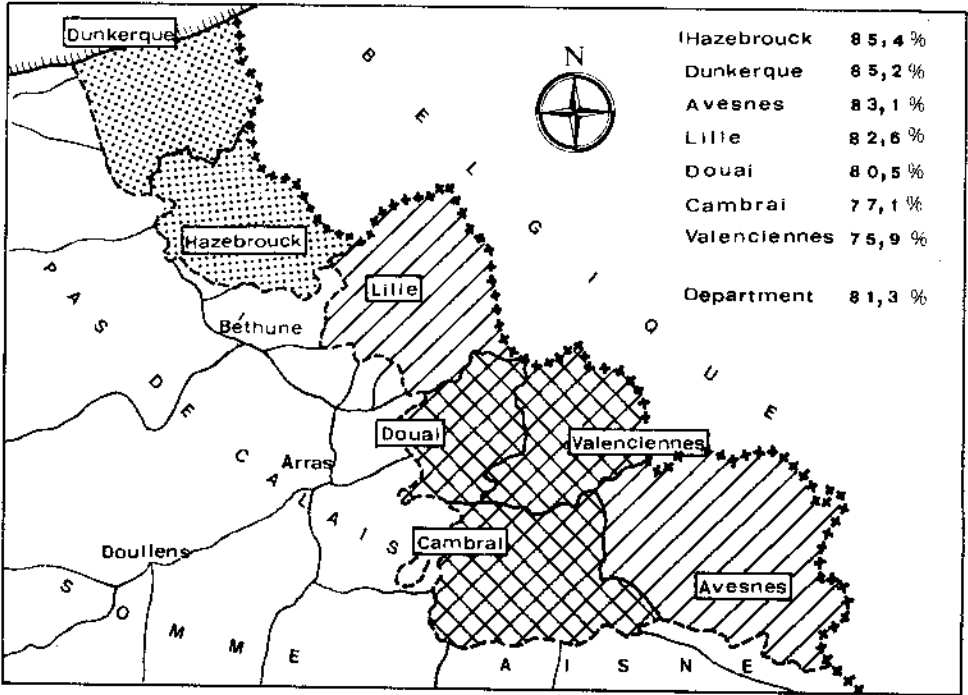 Dunkerque
N
Hazebrouck 85,4 %
Dunkerque 85,2 %
Avesnes 83,1 %
Lille 82,6 %
Douai 80,5 %
Cambrai 77,1 %
Valenciennes 75,9 %
Department 81,3 %
BELGIQUE
Hazebrouck
Lille
PAS DE CALAIS
Béthune
Douai
Valenciennes
Arras
Cambrai
Doullens
Avesnes
SOMME
AISNE